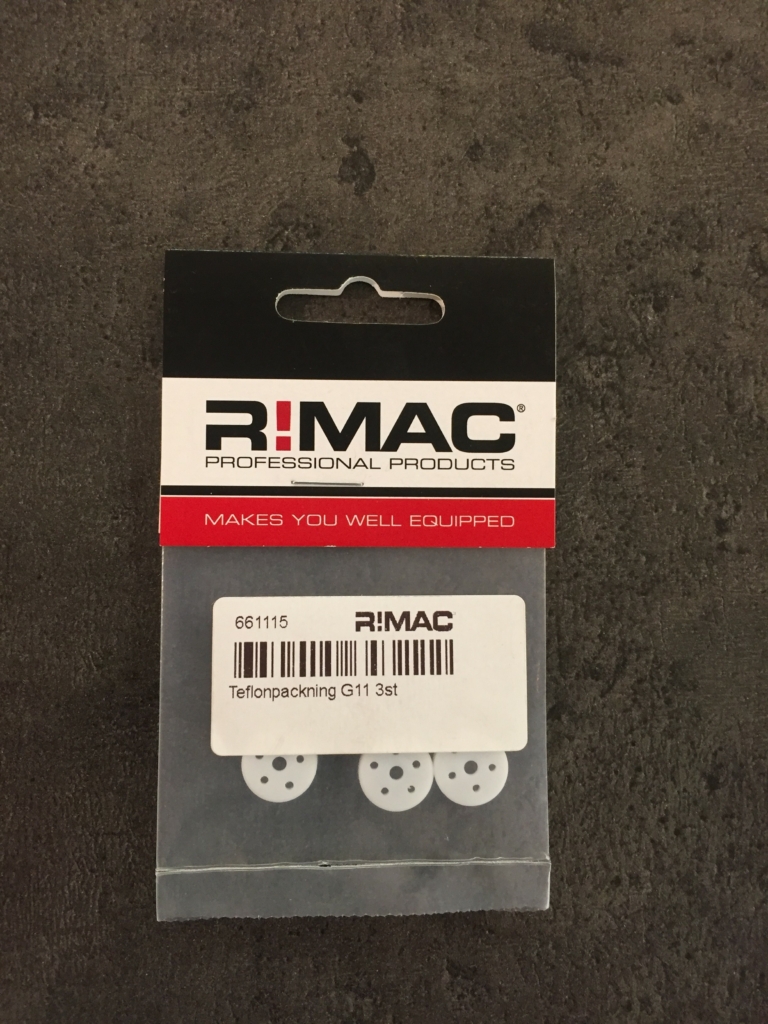 R!MAC®
PROFESSIONAL PRODUCTS
MAKES YOU WELL EQUIPPED
661115 R!MAC
Teflonpackning G11 3st